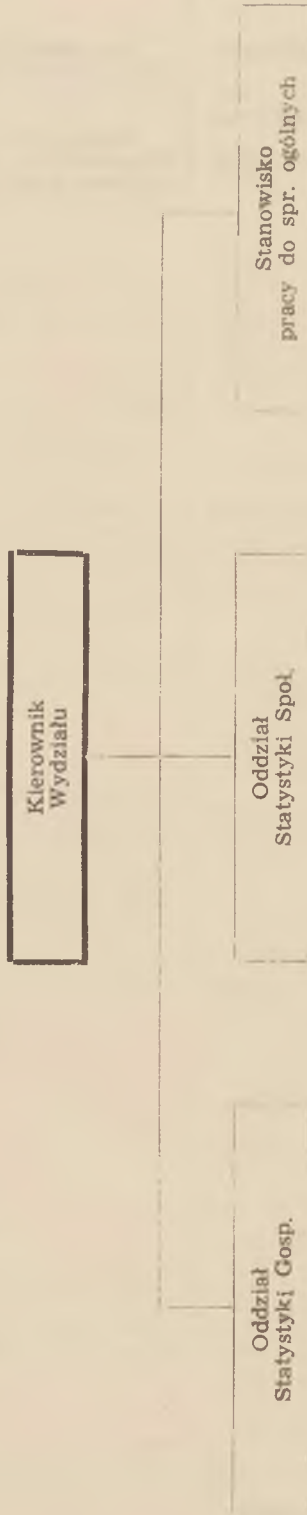 Kierownik
Wydziału
Oddział
Statystyki Gosp.
Oddział
Statystyki Społ.
Stanowisko
pracy do spr. ogólnych